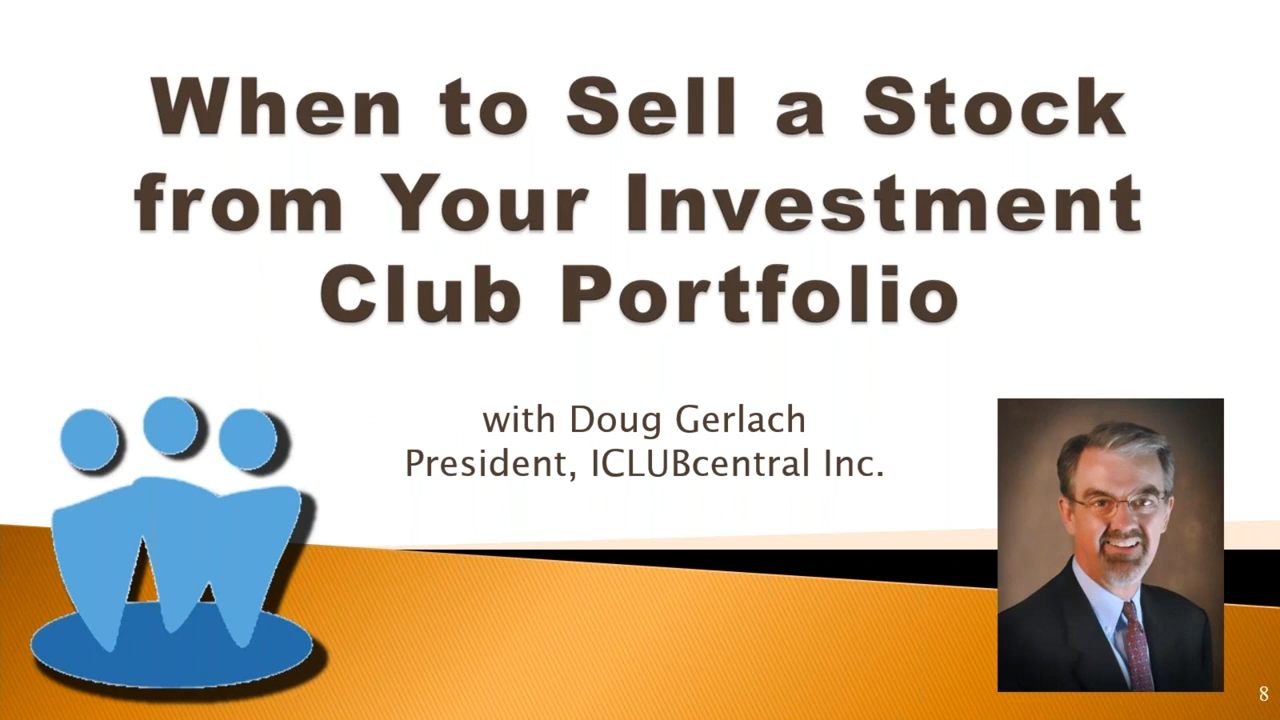 When to Sell a Stock
from Your Investment
Club Portfolio
with Doug Gerlach
President, ICLUBcentral Inc.
8